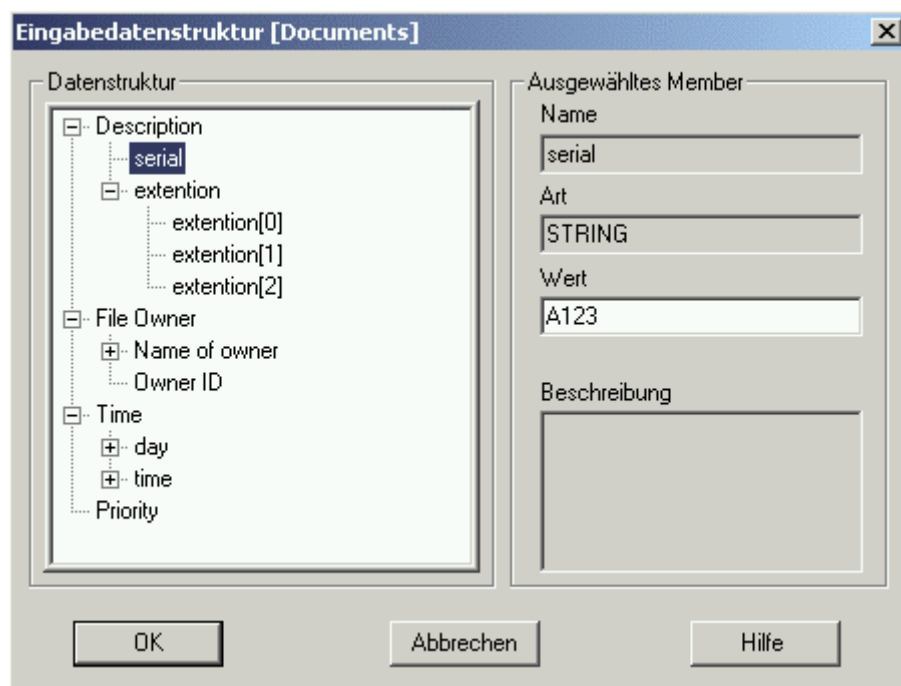 Eingabedatenstruktur [Documents]
Datenstruktur
Description
serial
extention
extention[0]
extention[1]
extention[2]
File Owner
Name of owner
Owner ID
Time
day
time
Priority
Ausgewähltes Member
Name
serial
Art
STRING
Wert
A123
Beschreibung
OK
Abbrechen
Hilfe